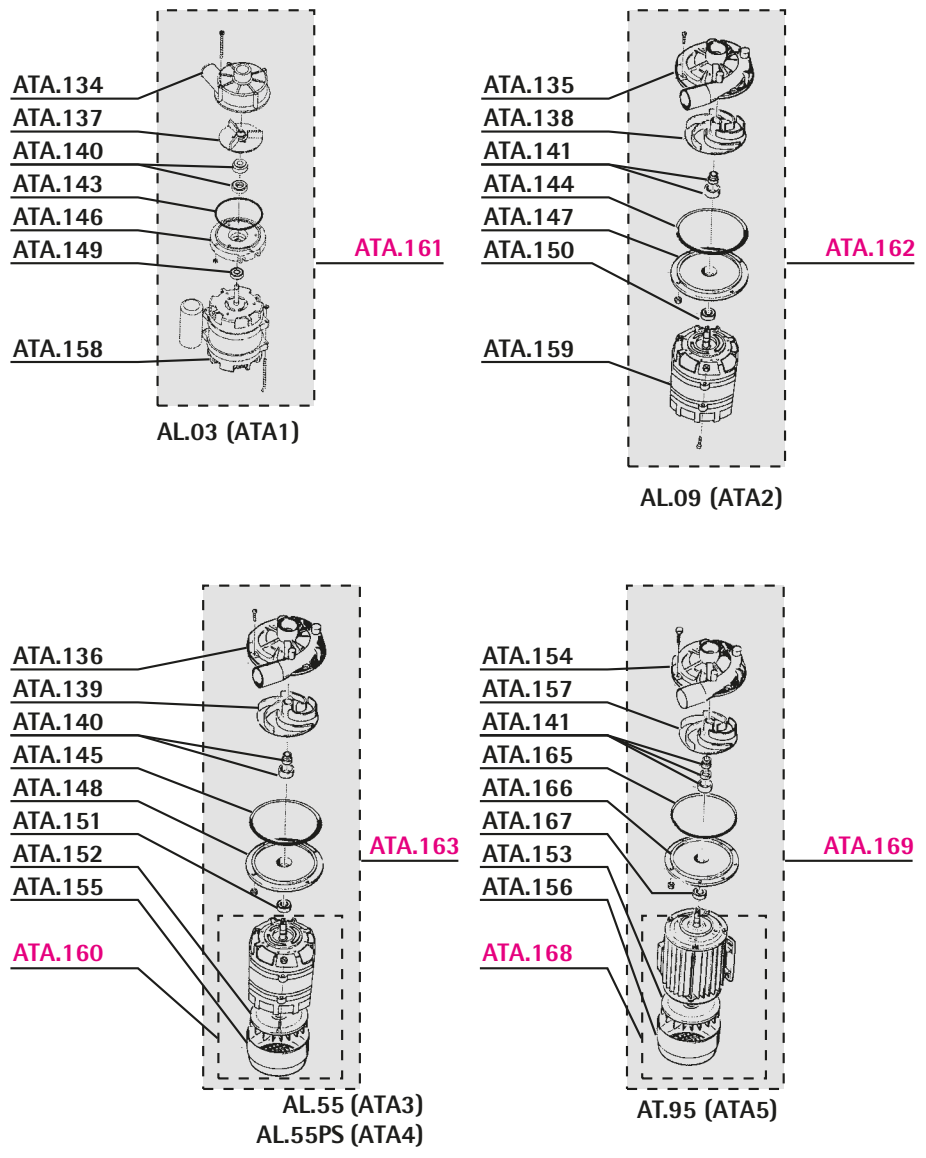 ATA.134
ATA.137
ATA.140
ATA.143
ATA.146
ATA.149
ATA.161
ATA.158
AL.03 (ATA1)
ATA.135
ATA.138
ATA.141
ATA.144
ATA.147
ATA.150
ATA.162
ATA.159
AL.09 (ATA2)
ATA.136
ATA.139
ATA.140
ATA.145
ATA.148
ATA.151
ATA.163
ATA.152
ATA.155
ATA.160
AL.55 (ATA3)
AL.55PS (ATA4)
ATA.154
ATA.157
ATA.141
ATA.165
ATA.166
ATA.167
ATA.169
ATA.153
ATA.156
ATA.168
AT.95 (ATA5)